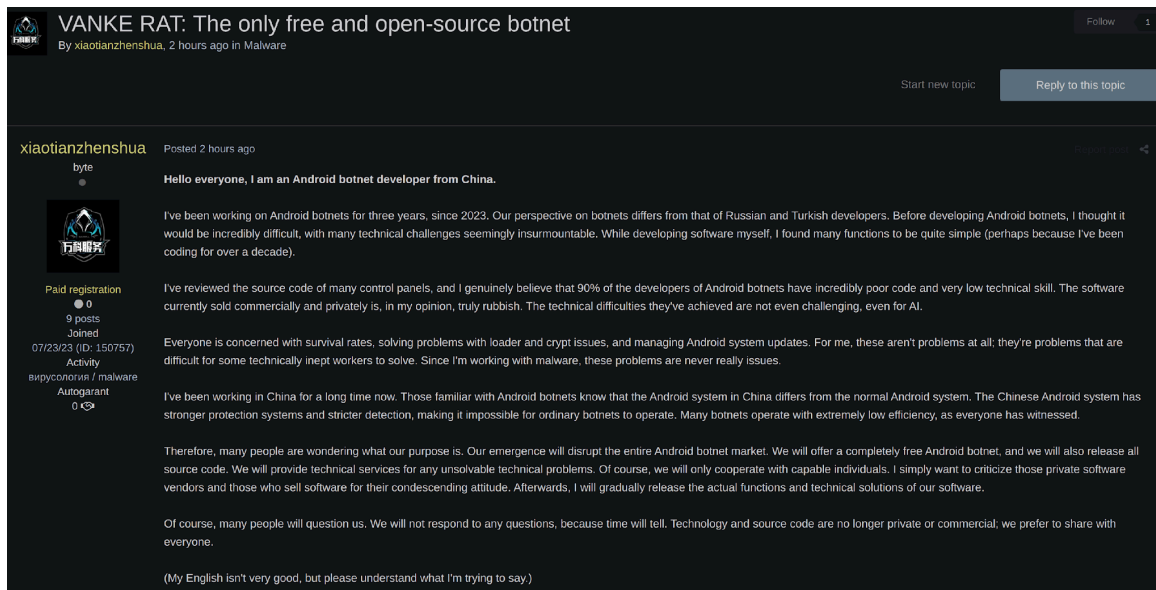 VANKE RAT: The only free and open-source botnet
By xiaotianzhenshua, 2 hours ago in Malware
Follow 1
Start new topic
Reply to this topic
xiaotianzhenshua
byte
万科服务
Paid registration
0
9 posts
Joined
07/23/23 (ID: 150757)
Activity
вирусология / malware
Autogarant
0
Posted 2 hours ago
Report post
Hello everyone, I am an Android botnet developer from China.
I've been working on Android botnets for three years, since 2023. Our perspective on botnets differs from that of Russian and Turkish developers. Before developing Android botnets, I thought it
would be incredibly difficult, with many technical challenges seemingly insurmountable. While developing software myself, I found many functions to be quite simple (perhaps because I've been
coding for over a decade).
I've reviewed the source code of many control panels, and I genuinely believe that 90% of the developers of Android botnets have incredibly poor code and very low technical skill. The software
currently sold commercially and privately is, in my opinion, truly rubbish. The technical difficulties they've achieved are not even challenging, even for AI.
Everyone is concerned with survival rates, solving problems with loader and crypt issues, and managing Android system updates. For me, these aren't problems at all; they're problems that are
difficult for some technically inept workers to solve. Since I'm working with malware, these problems are never really issues.
I've been working in China for a long time now. Those familiar with Android botnets know that the Android system in China differs from the normal Android system. The Chinese Android system has
stronger protection systems and stricter detection, making it impossible for ordinary botnets to operate. Many botnets operate with extremely low efficiency, as everyone has witnessed.
Therefore, many people are wondering what our purpose is. Our emergence will disrupt the entire Android botnet market. We will offer a completely free Android botnet, and we will also release all
source code. We will provide technical services for any unsolvable technical problems. Of course, we will only cooperate with capable individuals. I simply want to criticize those private software
vendors and those who sell software for their condescending attitude. Afterwards, I will gradually release the actual functions and technical solutions of our software.
Of course, many people will question us. We will not respond to any questions, because time will tell. Technology and source code are no longer private or commercial; we prefer to share with
everyone.
(My English isn't very good, but please understand what I'm trying to say.)